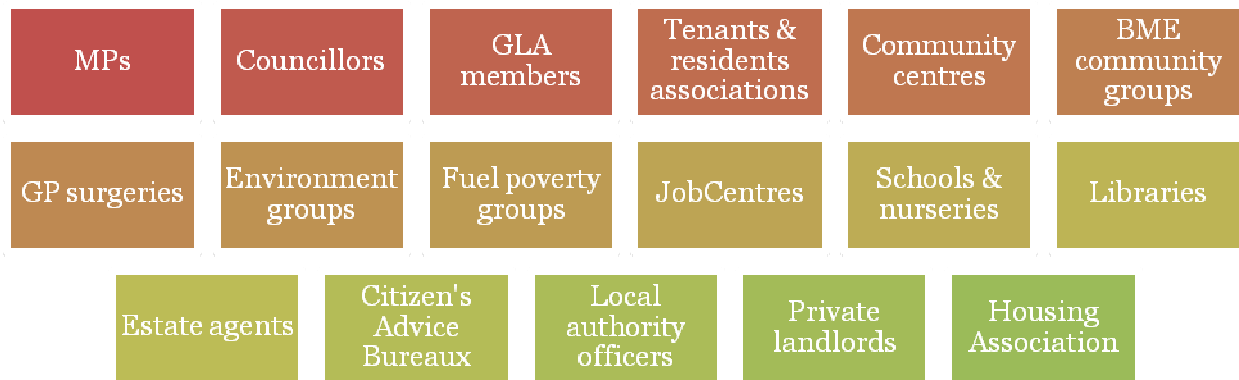 MPs
Councillors
GLA
members
Tenants &
residents
associations
Community
centres
BME
community
groups
GP surgeries
Environment
groups
Fuel poverty
groups
JobCentres
Schools &
nurseries
Libraries
Estate agents
Citizen's
Advice
Bureaux
Local
authority
officers
Private
landlords
Housing
Association